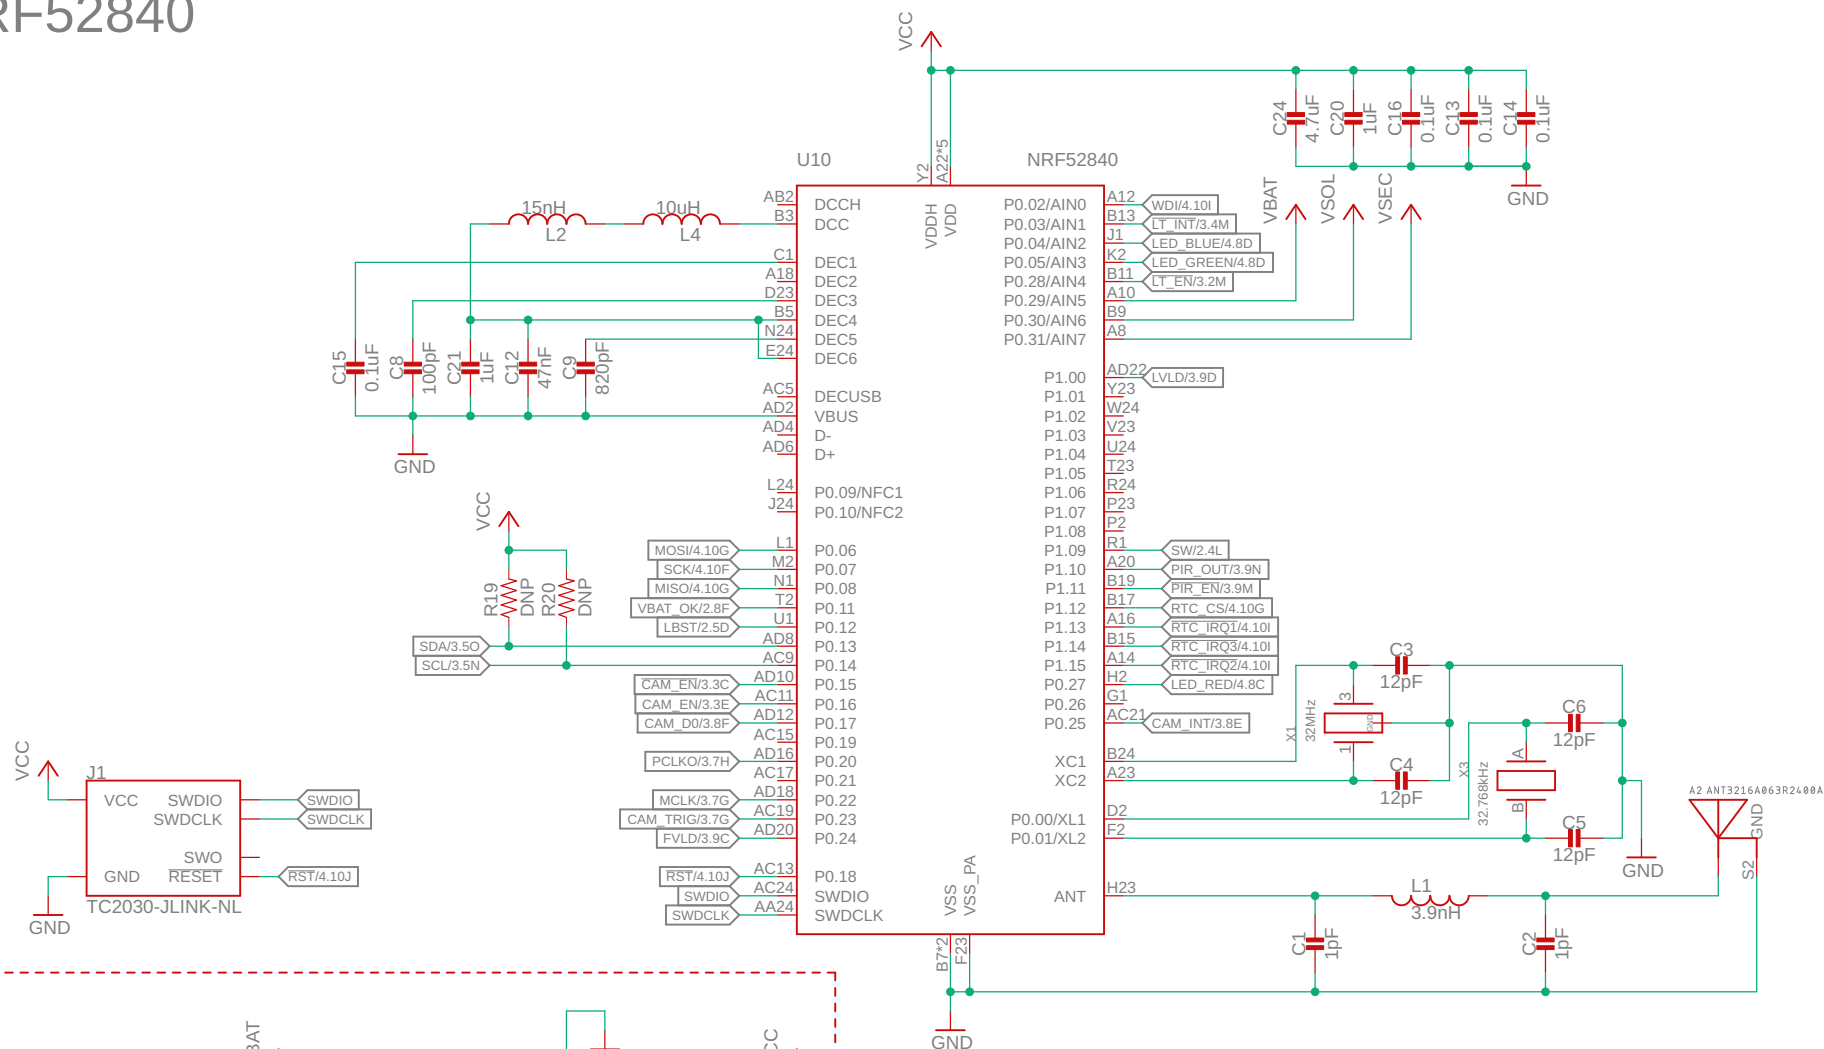 RF52840
VCC
C24
4.7uF
C20
1uF
C16
0.1uF
C13
0.1uF
C14
0.1uF
GND
U10
NRF52840
Y2
A22*5
VDDH
VDD
VBAT
VSOL
VSEC
15nH
L2
10uH
L4
AB2 DCCH
B3 DCC
C1 DEC1
A18 DEC2
D23 DEC3
B5 DEC4
N24 DEC5
E24 DEC6
AC5 DECUSB
AD2 VBUS
AD4 D-
AD6 D+
L24 P0.09/NFC1
J24 P0.10/NFC2
C15
0.1uF
C8
100pF
C21
1uF
C12
47nF
C9
820pF
GND
VCC
R19
DNP
R20
DNP
MOSI/4.10G L1 P0.06
SCK/4.10F M2 P0.07
MISO/4.10G N1 P0.08
VBAT_OK/2.8F T2 P0.11
LBST/2.5D U1 P0.12
SDA/3.5O AD8 P0.13
SCL/3.5N AC9 P0.14
CAM_EN/3.3C AD10 P0.15
CAM_EN/3.3E AC11 P0.16
CAM_D0/3.8F AD12 P0.17
AC15 P0.19
PCLKO/3.7H AD16 P0.20
AC17 P0.21
MCLK/3.7G AD18 P0.22
CAM_TRIG/3.7G AC19 P0.23
FVLD/3.9C AD20 P0.24
RST/4.10J AC13 P0.18
SWDIO AC24 SWDIO
SWDCLK AA24 SWDCLK
P0.02/AIN0 A12 WDI/4.10I
P0.03/AIN1 B13 LT_INT/3.4M
P0.04/AIN2 J1 LED_BLUE/4.8D
P0.05/AIN3 K2 LED_GREEN/4.8D
P0.28/AIN4 B11 LT_EN/3.2M
P0.29/AIN5 A10
P0.30/AIN6 B9
P0.31/AIN7 A8
P1.00 AD22 LVLD/3.9D
P1.01 Y23
P1.02 W24
P1.03 V23
P1.04 U24
P1.05 T23
P1.06 R24
P1.07 P23
P1.08 P2
P1.09 R1 SW/2.4L
P1.10 A20 PIR_OUT/3.9N
P1.11 B19 PIR_EN/3.9M
P1.12 B17 RTC_CS/4.10G
P1.13 A16 RTC_IRQ1/4.10I
P1.14 B15 RTC_IRQ3/4.10I
P1.15 A14 RTC_IRQ2/4.10I
P0.27 H2 LED_RED/4.8C
P0.26 G1
P0.25 AC21 CAM_INT/3.8E
XC1 B24
XC2 A23
P0.00/XL1 D2
P0.01/XL2 F2
ANT H23
VSS
VSS_PA
B7*2
F23
GND
X1
32MHz
3
1
GND
C3
12pF
C4
12pF
X3
32.768kHz
A
B
C6
12pF
C5
12pF
GND
A2 ANT3216A063R2400A
GND
S2
L1
3.9nH
C1
1pF
C2
1pF
VCC
J1
VCC SWDIO SWDIO
SWDCLK SWDCLK
SWO
GND RESET RST/4.10J
TC2030-JLINK-NL
GND
BAT
CC